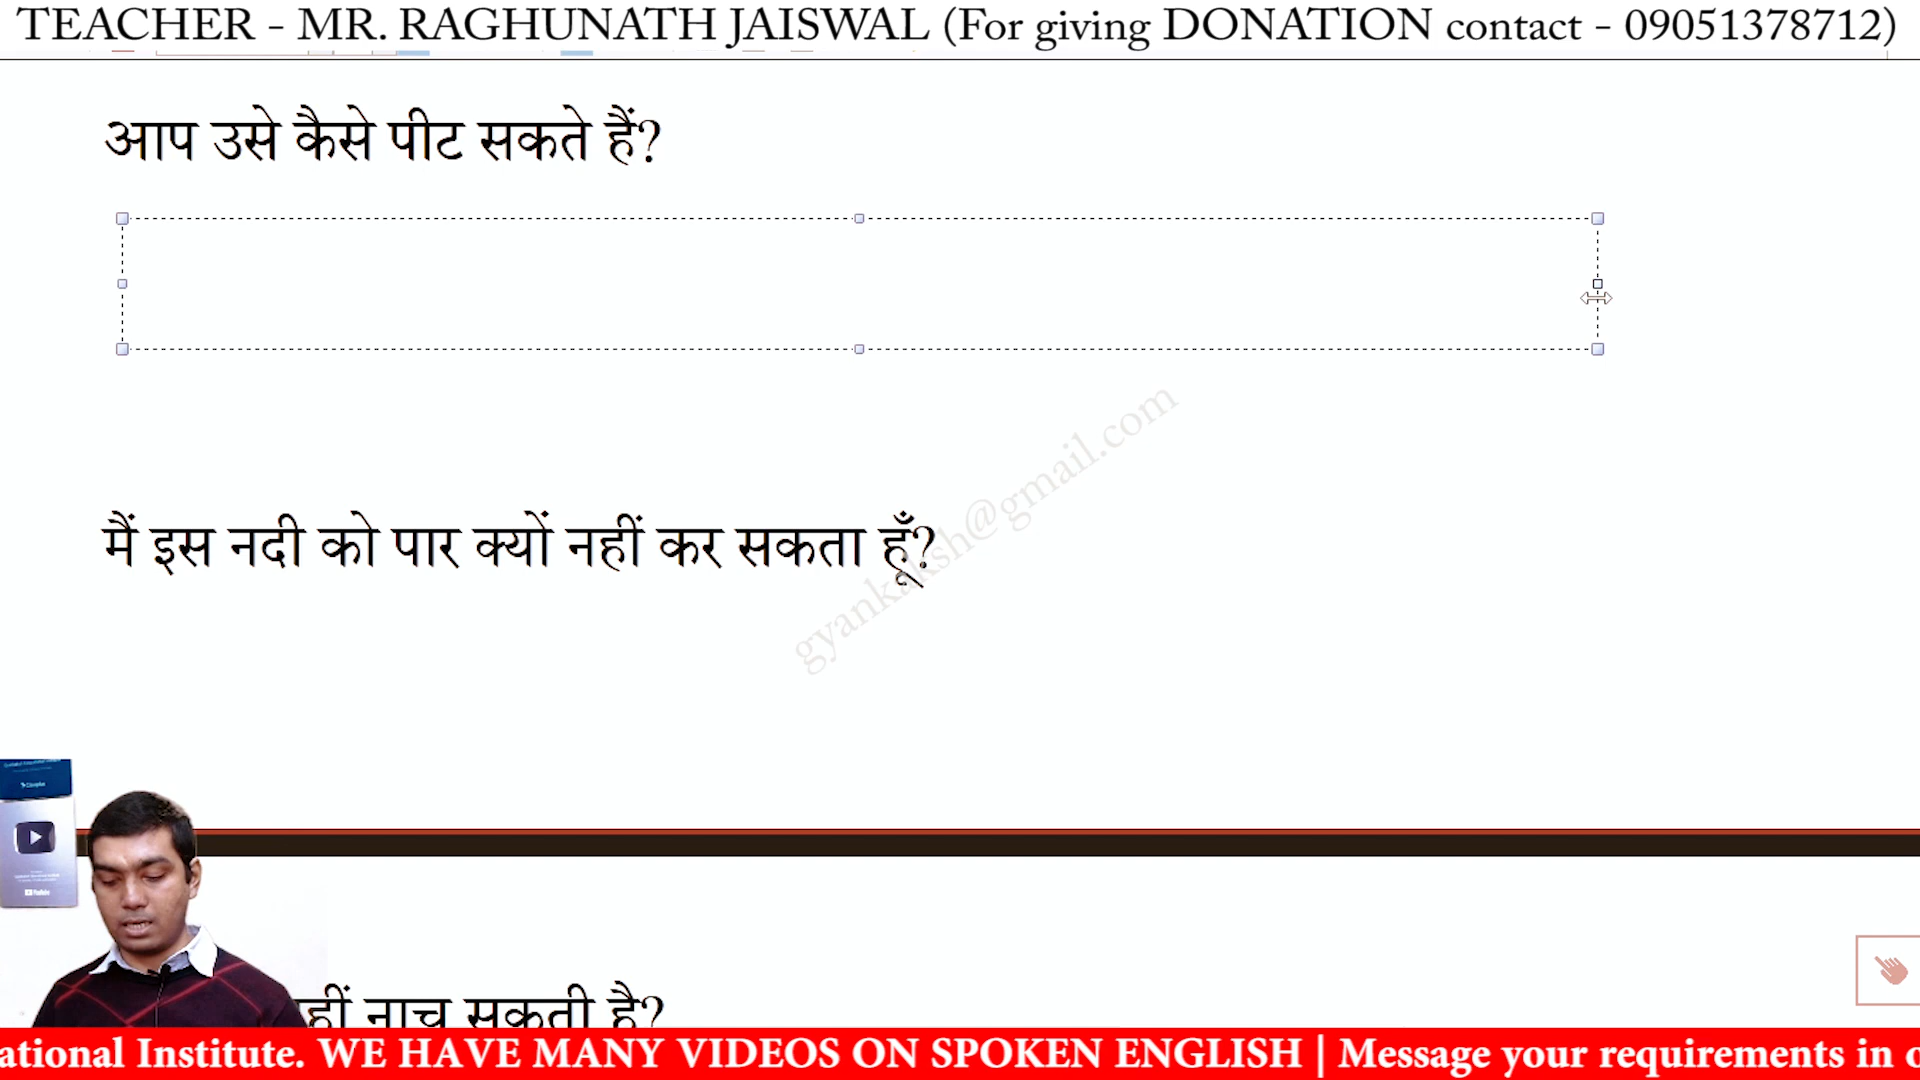 TEACHER - MR. RAGHUNATH JAISWAL (For giving DONATION contact - 09051378712)
आप उसे कैसे पीट सकते हैं?
gyankaksh@gmail.com
मैं इस नदी को पार क्यों नहीं कर सकता हूँ?
YouTube
नाच सकती है?
Institute. WE HAVE MANY VIDEOS ON SPOKEN ENGLISH | Message your requirements in